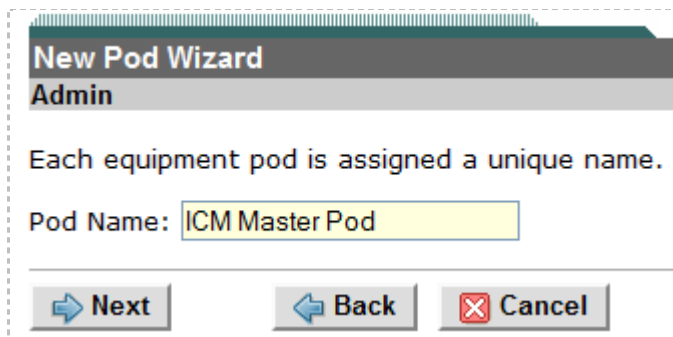 New Pod Wizard
Admin
Each equipment pod is assigned a unique name.
Pod Name: ICM Master Pod
Next Back Cancel